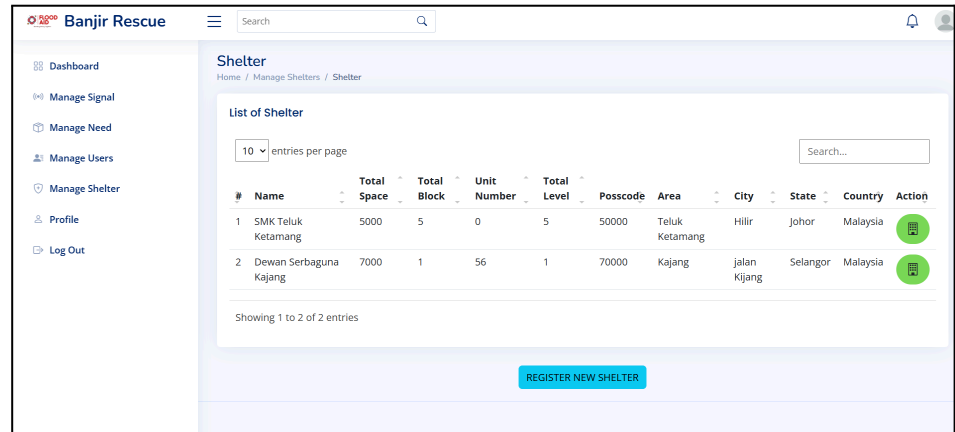 FLOOD AID Banjir Rescue
Search
Dashboard
Manage Signal
Manage Need
Manage Users
Manage Shelter
Profile
Log Out
Shelter
Home / Manage Shelters / Shelter
List of Shelter
10 entries per page
Search...
# Name Total Space Total Block Unit Number Total Level Posscode Area City State Country Action
1 SMK Teluk Ketamang 5000 5 0 5 50000 Teluk Ketamang Hilir Johor Malaysia
2 Dewan Serbaguna Kajang 7000 1 56 1 70000 Kajang jalan Kijang Selangor Malaysia
Showing 1 to 2 of 2 entries
REGISTER NEW SHELTER